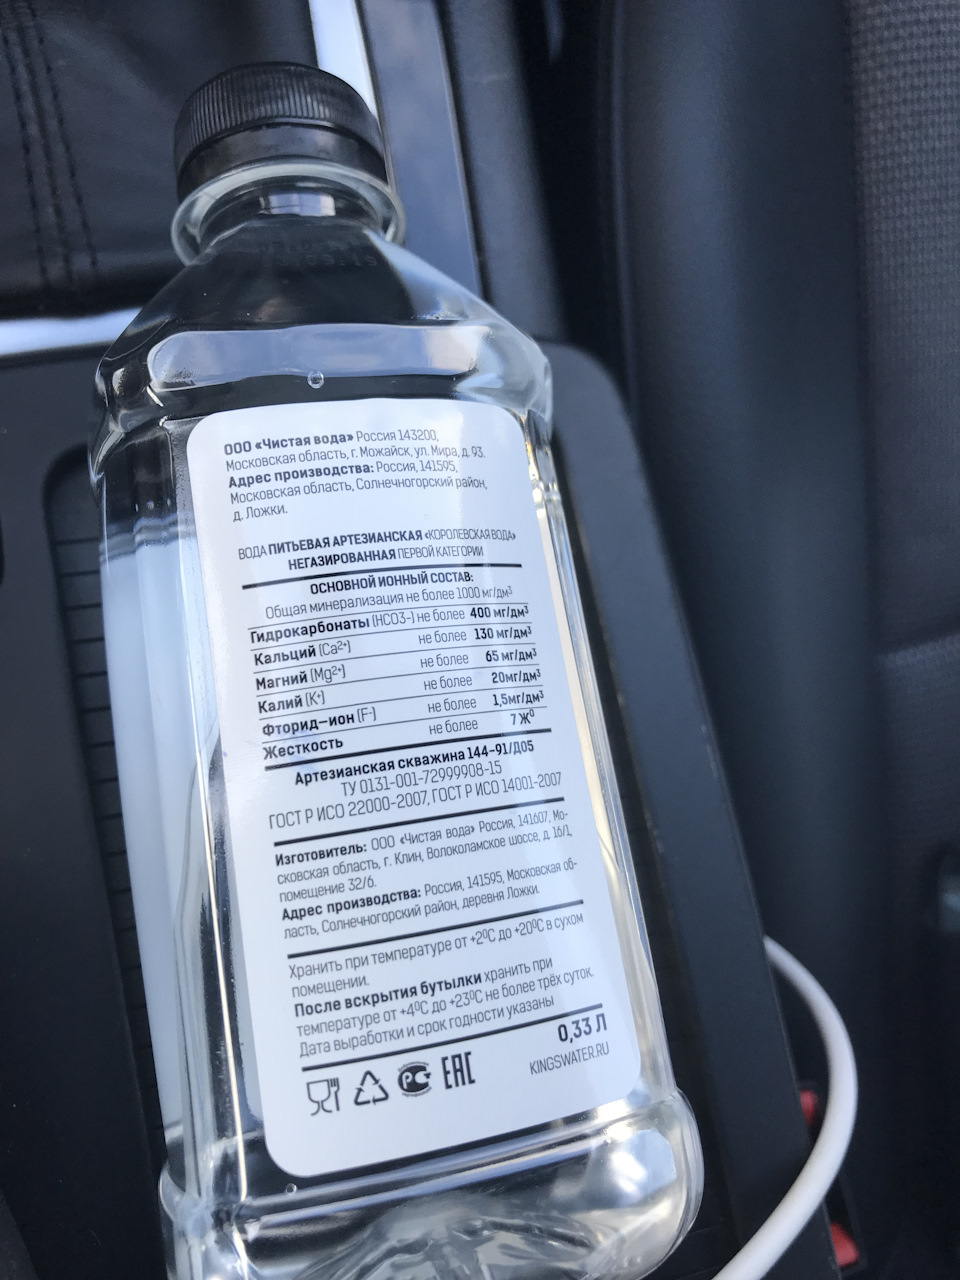 ООО «Чистая вода» Россия 143200,
Московская область, г. Можайск, ул. Мира, д. 93.
Адрес производства: Россия, 141595,
Московская область, Солнечногорский район,
д. Ложки.
ВОДА ПИТЬЕВАЯ АРТЕЗИАНСКАЯ «КОРОЛЕВСКАЯ ВОДА»
НЕГАЗИРОВАННАЯ ПЕРВОЙ КАТЕГОРИИ
ОСНОВНОЙ ИОННЫЙ СОСТАВ:
Общая минерализация не более 1000 мг/дм³
Гидрокарбонаты (HCO3-) не более 400 мг/дм³
Кальций (Ca²⁺) не более 130 мг/дм³
Магний (Mg²⁺) не более 65 мг/дм³
Калий (K⁺) не более 20мг/дм³
Фторид–ион (F-) не более 1,5мг/дм³
Жесткость не более 7 Ж⁰
Артезианская скважина 144-91/Д05
ТУ 0131-001-72999908-15
ГОСТ Р ИСО 22000-2007, ГОСТ Р ИСО 14001-2007
Изготовитель: ООО «Чистая вода» Россия, 141607, Мо-
сковская область, г. Клин, Волоколамское шоссе, д. 16/1,
помещение 32/6.
Адрес производства: Россия, 141595, Московская об-
ласть, Солнечногорский район, деревня Ложки.
Хранить при температуре от +2⁰С до +20⁰С в сухом
помещении.
После вскрытия бутылки хранить при
температуре от +4⁰С до +23⁰С не более трёх суток.
Дата выработки и срок годности указаны
0,33 Л
KINGSWATER.RU
РС ЕАС